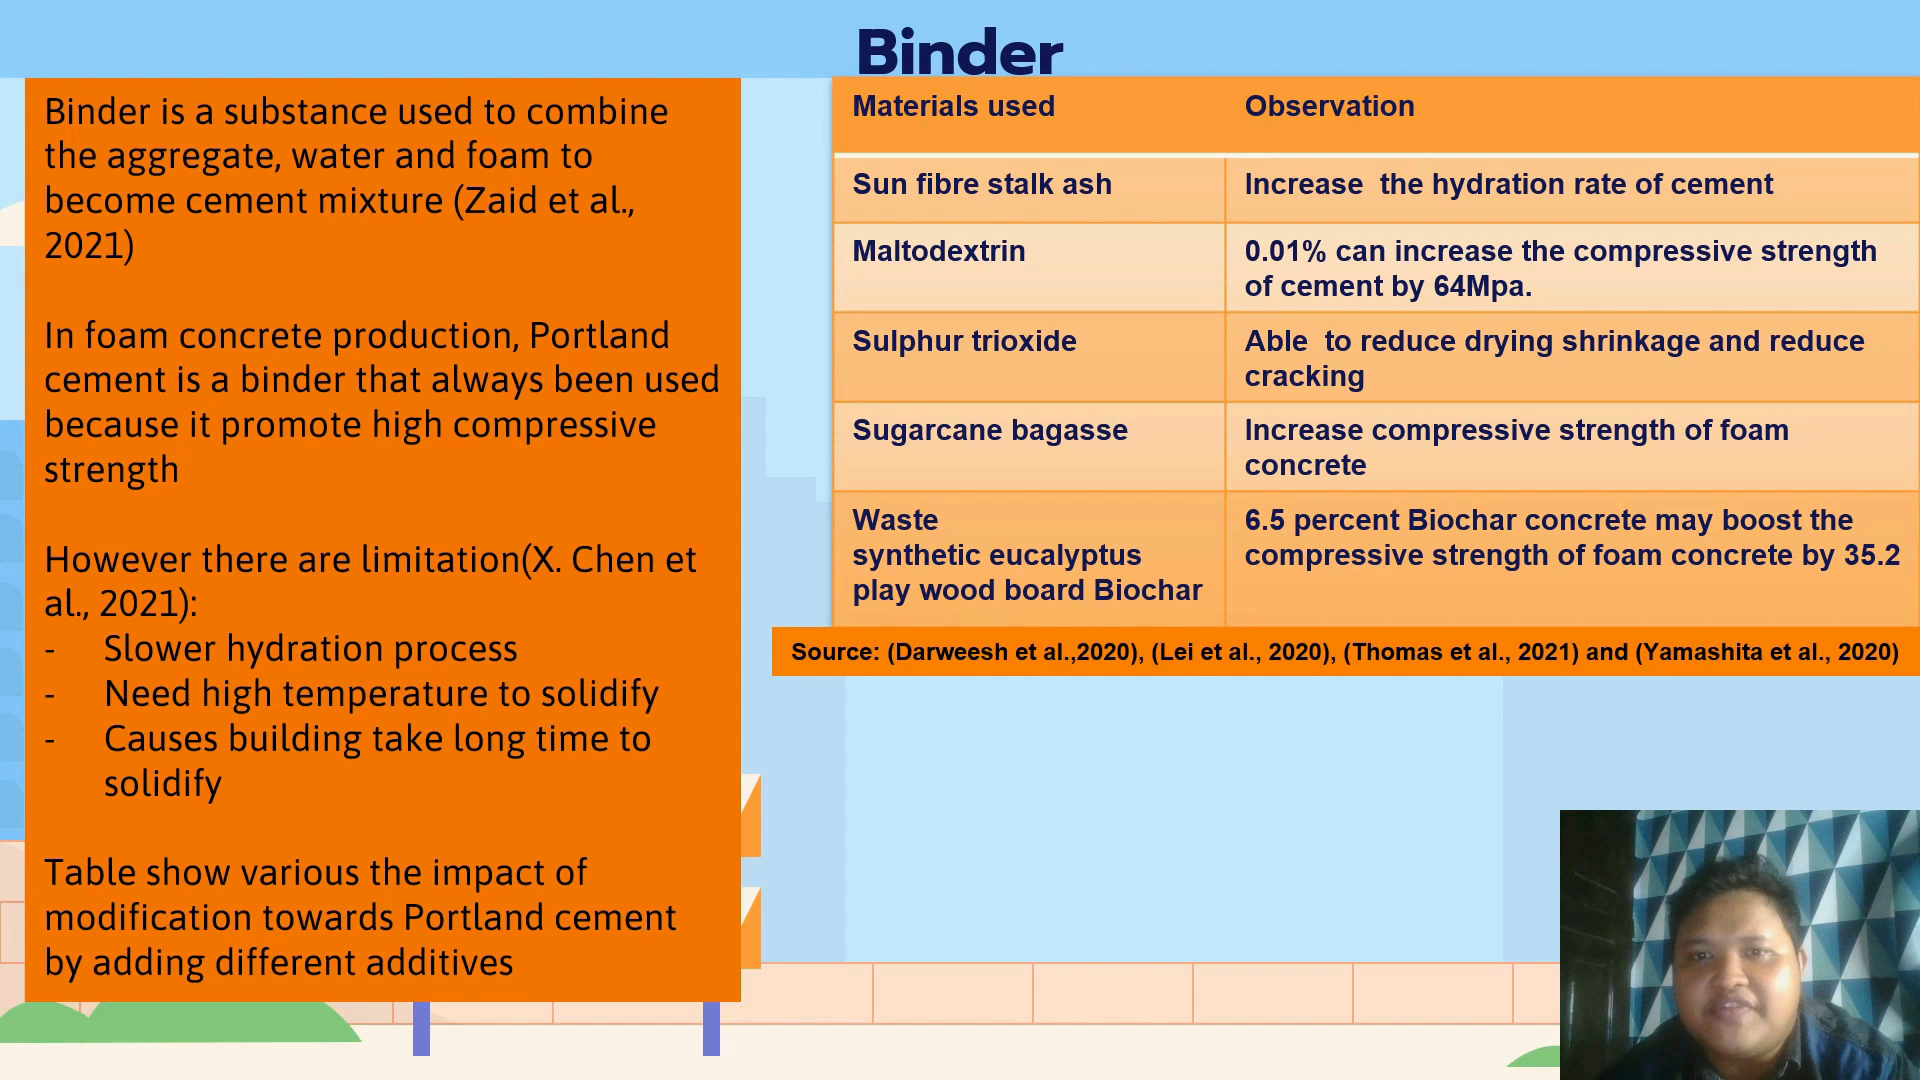 Binder
Binder is a substance used to combine
the aggregate, water and foam to
become cement mixture (Zaid et al.,
2021)
In foam concrete production, Portland
cement is a binder that always been used
because it promote high compressive
strength
However there are limitation(X. Chen et
al., 2021):
- Slower hydration process
- Need high temperature to solidify
- Causes building take long time to
solidify
Table show various the impact of
modification towards Portland cement
by adding different additives
Materials used Observation
Sun fibre stalk ash Increase  the hydration rate of cement
Maltodextrin 0.01% can increase the compressive strength
of cement by 64Mpa.
Sulphur trioxide Able  to reduce drying shrinkage and reduce
cracking
Sugarcane bagasse Increase compressive strength of foam
concrete
Waste 6.5 percent Biochar concrete may boost the
synthetic eucalyptus compressive strength of foam concrete by 35.2
play wood board Biochar
Source: (Darweesh et al.,2020), (Lei et al., 2020), (Thomas et al., 2021) and (Yamashita et al., 2020)